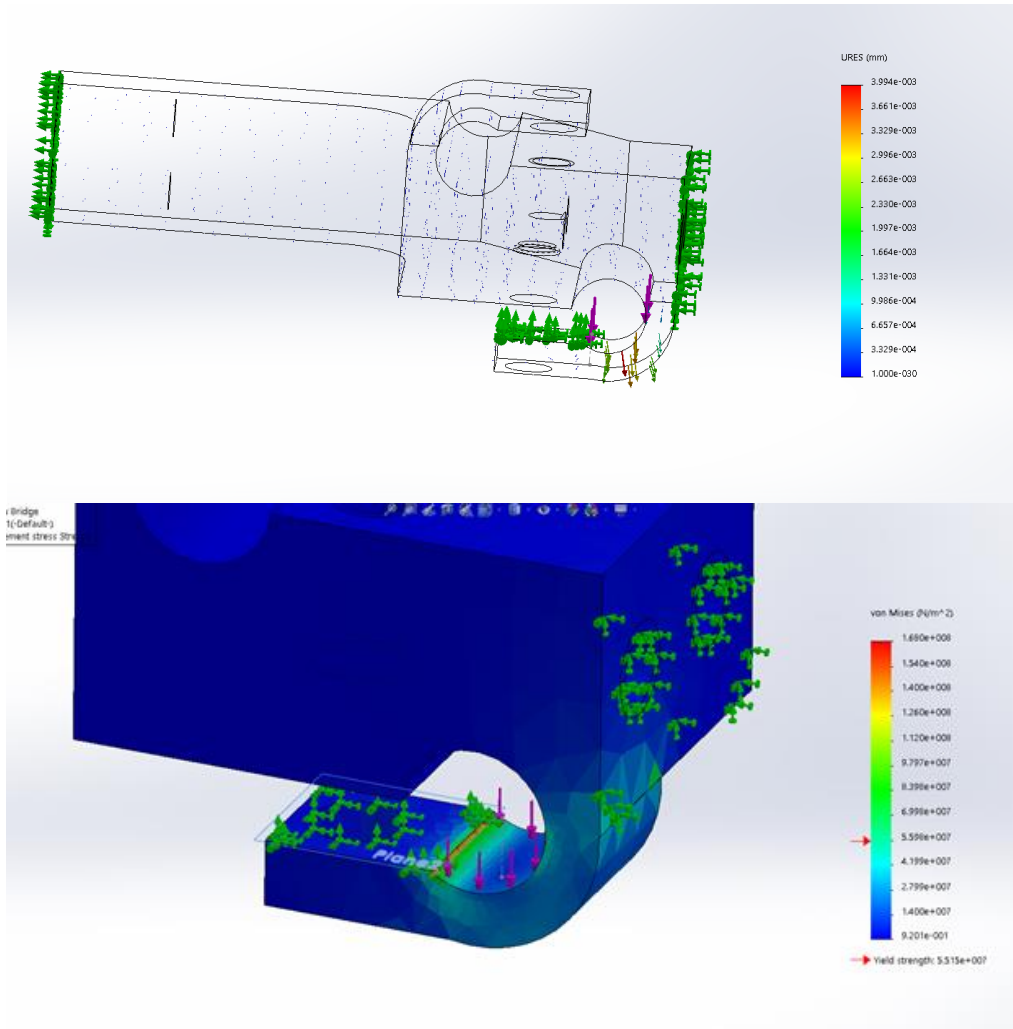 URES (mm)
3.994e-003
3.661e-003
3.329e-003
2.996e-003
2.663e-003
2.330e-003
1.997e-003
1.664e-003
1.331e-003
9.986e-004
6.657e-004
3.329e-004
1.000e-030
Bridge
1(-Default-)
ement stress Stre
Plane2
von Mises (N/m^2)
1.680e+008
1.540e+008
1.400e+008
1.260e+008
1.120e+008
9.797e+007
8.398e+007
6.998e+007
5.598e+007
4.199e+007
2.799e+007
1.400e+007
9.201e-001
Yield strength: 5.515e+007